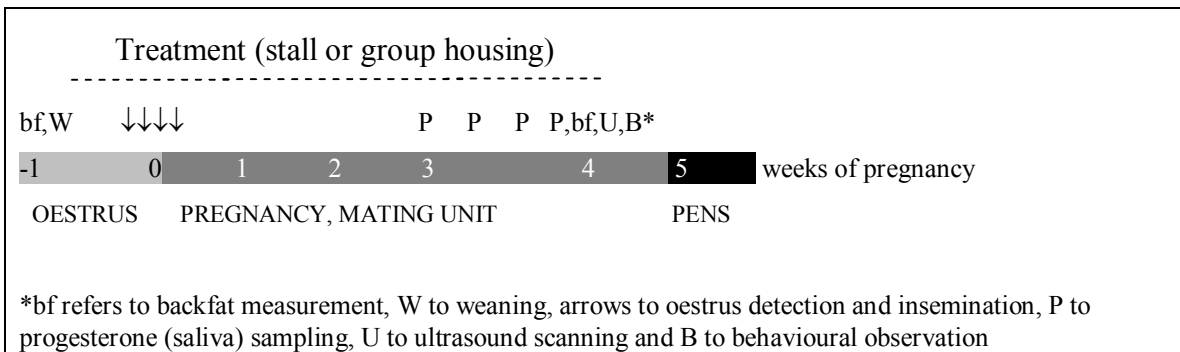 Treatment (stall or group housing)
bf,W ↓↓↓↓ P P P P,bf,U,B*
-1 0 1 2 3 4 5 weeks of pregnancy
OESTRUS PREGNANCY, MATING UNIT PENS
*bf refers to backfat measurement, W to weaning, arrows to oestrus detection and insemination, P to
progesterone (saliva) sampling, U to ultrasound scanning and B to behavioural observation